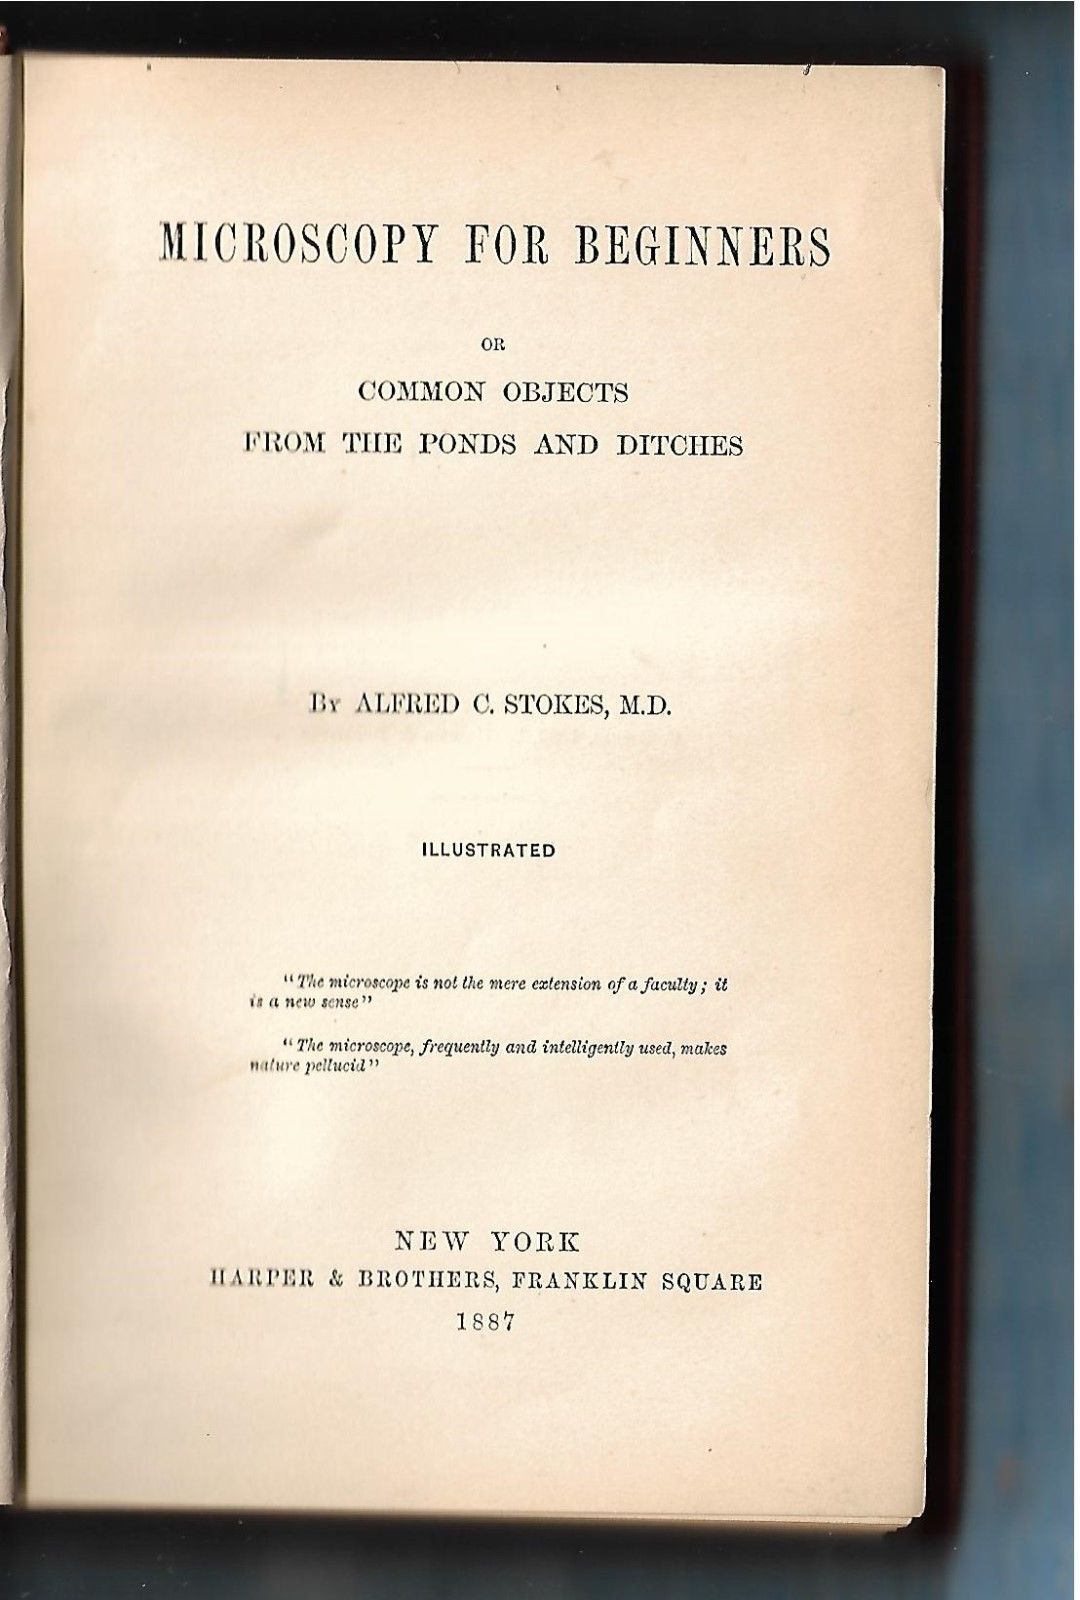 MICROSCOPY FOR BEGINNERS
OR
COMMON OBJECTS
FROM THE PONDS AND DITCHES
By ALFRED C. STOKES, M.D.
ILLUSTRATED
"The microscope is not the mere extension of a faculty; it
is a new sense"
"The microscope, frequently and intelligently used, makes
nature pellucid"
NEW YORK
HARPER & BROTHERS, FRANKLIN SQUARE
1887